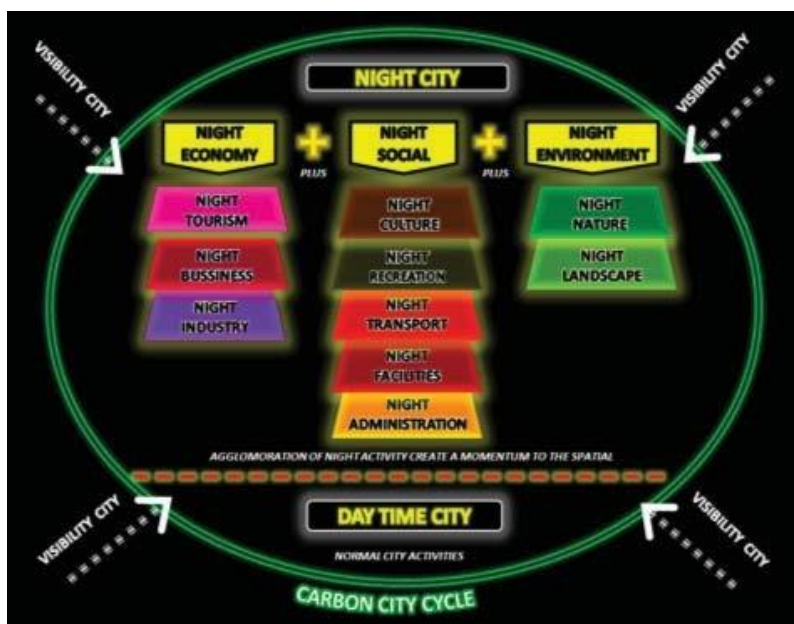 VISIBILITY CITY
VISIBILITY CITY
NIGHT CITY
NIGHT
ECONOMY
PLUS
NIGHT
SOCIAL
PLUS
NIGHT
ENVIRONMENT
NIGHT
TOURISM
NIGHT
BUSSINESS
NIGHT
INDUSTRY
NIGHT
CULTURE
NIGHT
RECREATION
NIGHT
TRANSPORT
NIGHT
FACILITIES
NIGHT
ADMINISTRATION
NIGHT
NATURE
NIGHT
LANDSCAPE
AGGLOMORATION OF NIGHT ACTIVITY CREATE A MOMENTUM TO THE SPATIAL
VISIBILITY CITY
VISIBILITY CITY
DAY TIME CITY
NORMAL CITY ACTIVITIES
CARBON CITY CYCLE